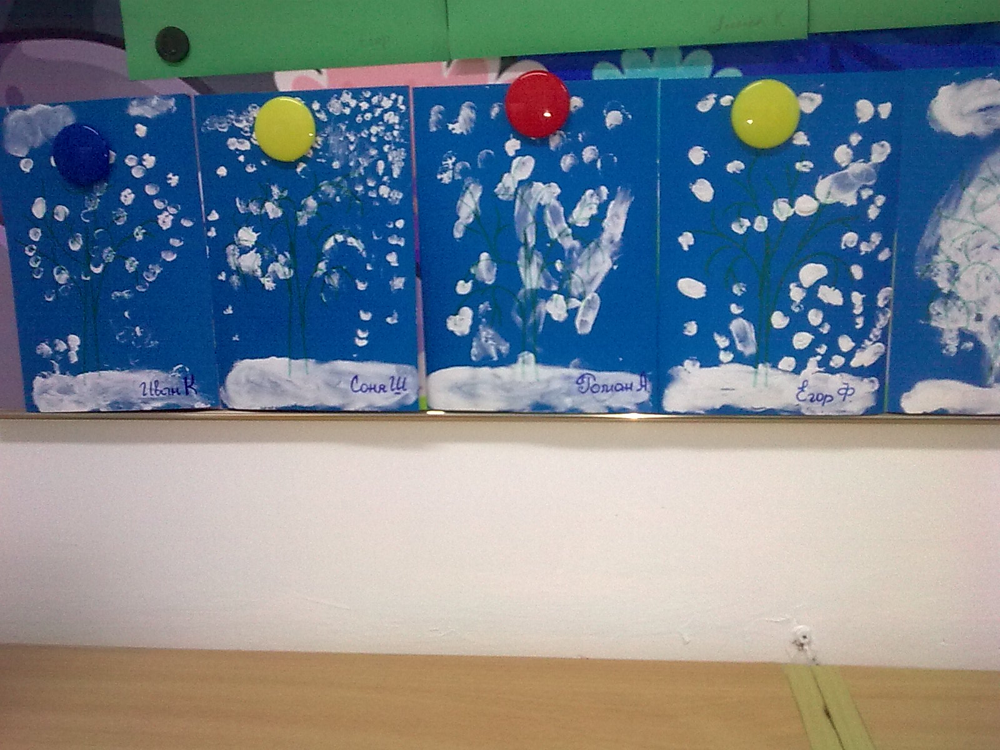 Иван К
Соня Ш
Роман А
Егор Ф